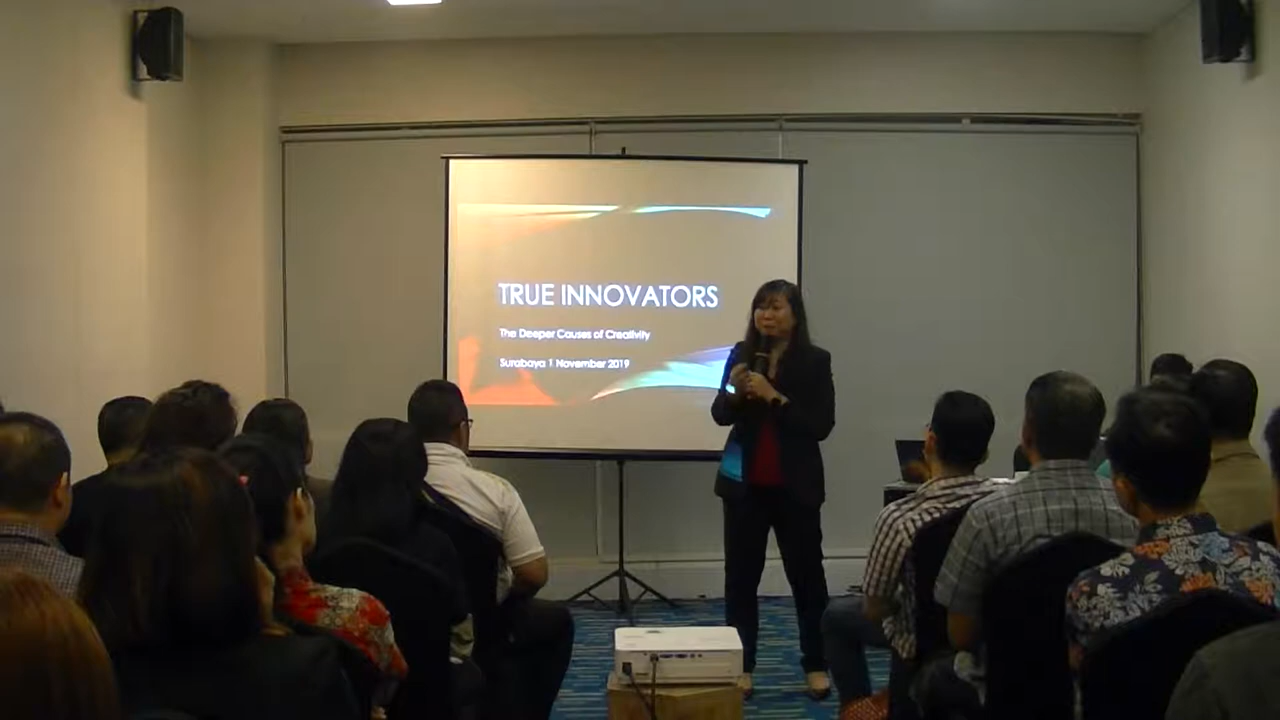 TRUE INNOVATORS
The Deeper Causes of Creativity
Surabaya 1 November 2019